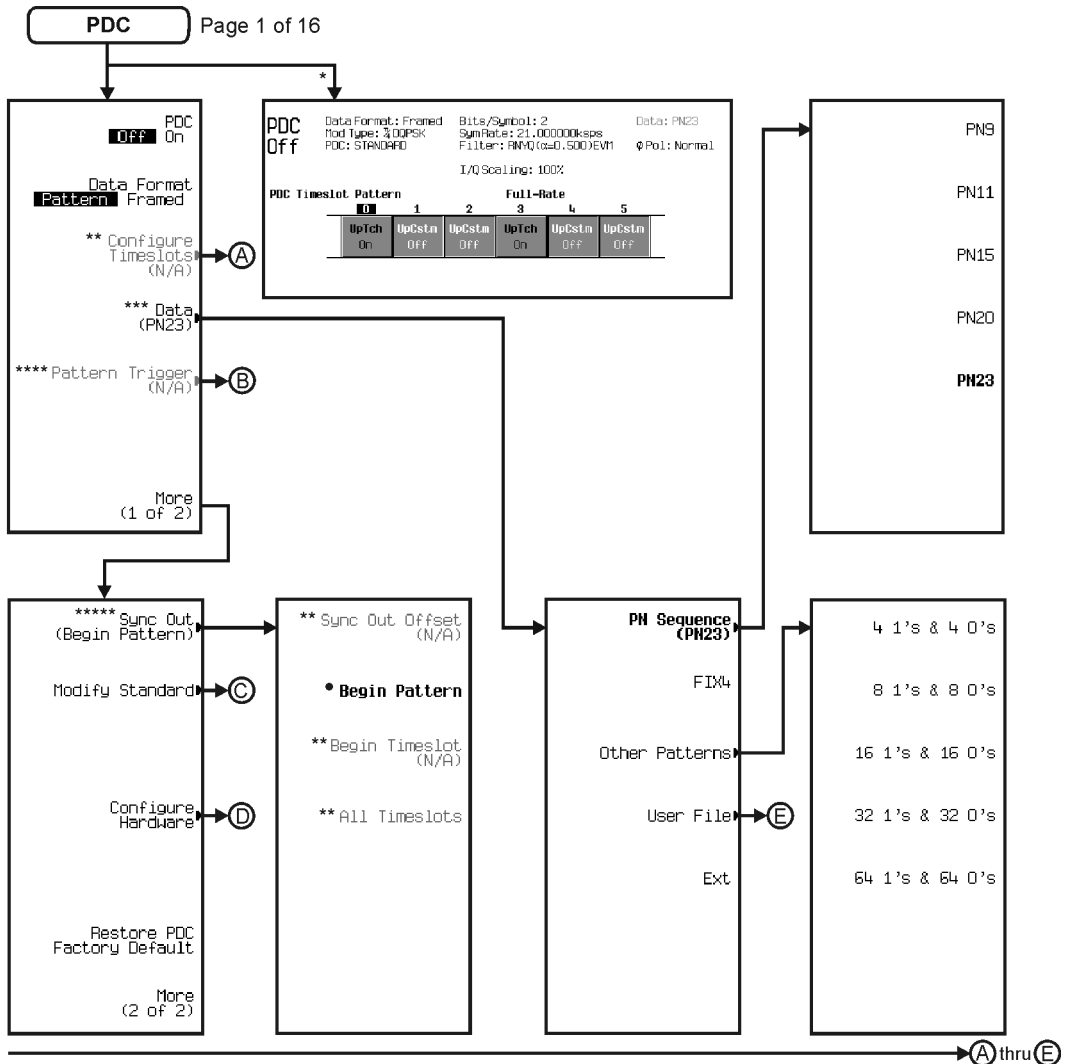 PDC Page 1 of 16
*
PDC
Off On
Data Format
Pattern Framed
** Configure
Timeslots
(N/A)
A
*** Data
(PN23)
**** Pattern Trigger
(N/A)
B
More
(1 of 2)
PDC
Off
Data Format: Framed Bits/Symbol: 2 Data: PN23
Mod Type: π/4 DQPSK Sym Rate: 21.000000ksps
PDC: STANDARD Filter: RNYQ(α=0.500)EVM ϕ Pol: Normal
I/Q Scaling: 100%
PDC Timeslot Pattern Full-Rate
0 1 2 3 4 5
UpTch UpCstm UpCstm UpTch UpCstm UpCstm
On Off Off On Off Off
PN9
PN11
PN15
PN20
PN23
***** Sync Out
(Begin Pattern)
Modify Standard
C
Configure
Hardware
D
Restore PDC
Factory Default
More
(2 of 2)
** Sync Out Offset
(N/A)
• Begin Pattern
** Begin Timeslot
(N/A)
** All Timeslots
PN Sequence
(PN23)
FIX4
Other Patterns
User File
E
Ext
4 1's & 4 0's
8 1's & 8 0's
16 1's & 16 0's
32 1's & 32 0's
64 1's & 64 0's
A thru E